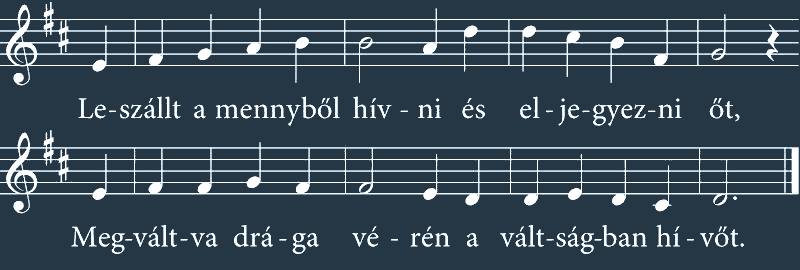 Le-szállt a mennyből hív - ni és el - je-gyez-ni őt,
Meg-vált-va drá - ga vé - rén a vált-ság-ban hí - vőt.